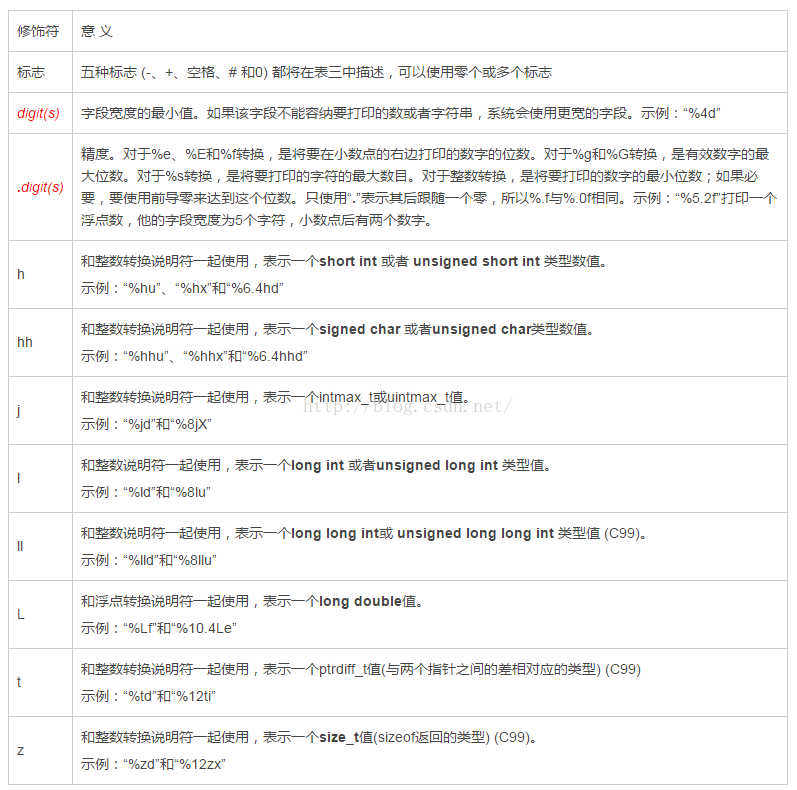 修饰符 意 义
标志 五种标志 (-、+、空格、# 和0) 都将在表三中描述，可以使用零个或多个标志
digit(s) 字段宽度的最小值。如果该字段不能容纳要打印的数或者字符串，系统会使用更宽的字段。示例：“%4d”
精度。对于%e、%E和%f转换，是将要在小数点的右边打印的数字的位数。对于%g和%G转换，是有效数字的最
.digit(s) 大位数。对于%s转换，是将要打印的字符的最大数目。对于整数转换，是将要打印的数字的最小位数；如果必
要，要使用前导零来达到这个位数。只使用“.”表示其后跟随一个零，所以%.f与%.0f相同。示例：“%5.2f”打印一个
浮点数，他的字段宽度为5个字符，小数点后有两个数字。
h 和整数转换说明符一起使用，表示一个short int 或者 unsigned short int 类型数值。
示例：“%hu”、“%hx”和“%6.4hd”
hh 和整数转换说明符一起使用，表示一个signed char 或者unsigned char类型数值。
示例：“%hhu”、“%hhx”和“%6.4hhd”
j 和整数转换说明符一起使用，表示一个intmax_t或uintmax_t值。
http://blog.csdn.net/
示例：“%jd”和“%8jX”
l 和整数说明符一起使用，表示一个long int 或者unsigned long int 类型值。
示例：“%ld”和“%8lu”
ll 和整数说明符一起使用，表示一个long long int或 unsigned long long int 类型值 (C99)。
示例：“%lld”和“%8llu”
L 和浮点转换说明符一起使用，表示一个long double值。
示例：“%Lf”和“%10.4Le”
t 和整数转换说明符一起使用，表示一个ptrdiff_t值(与两个指针之间的差相对应的类型) (C99)
示例：“%td”和“%12ti”
z 和整数转换说明符一起使用，表示一个size_t值(sizeof返回的类型) (C99)。
示例：“%zd”和“%12zx”